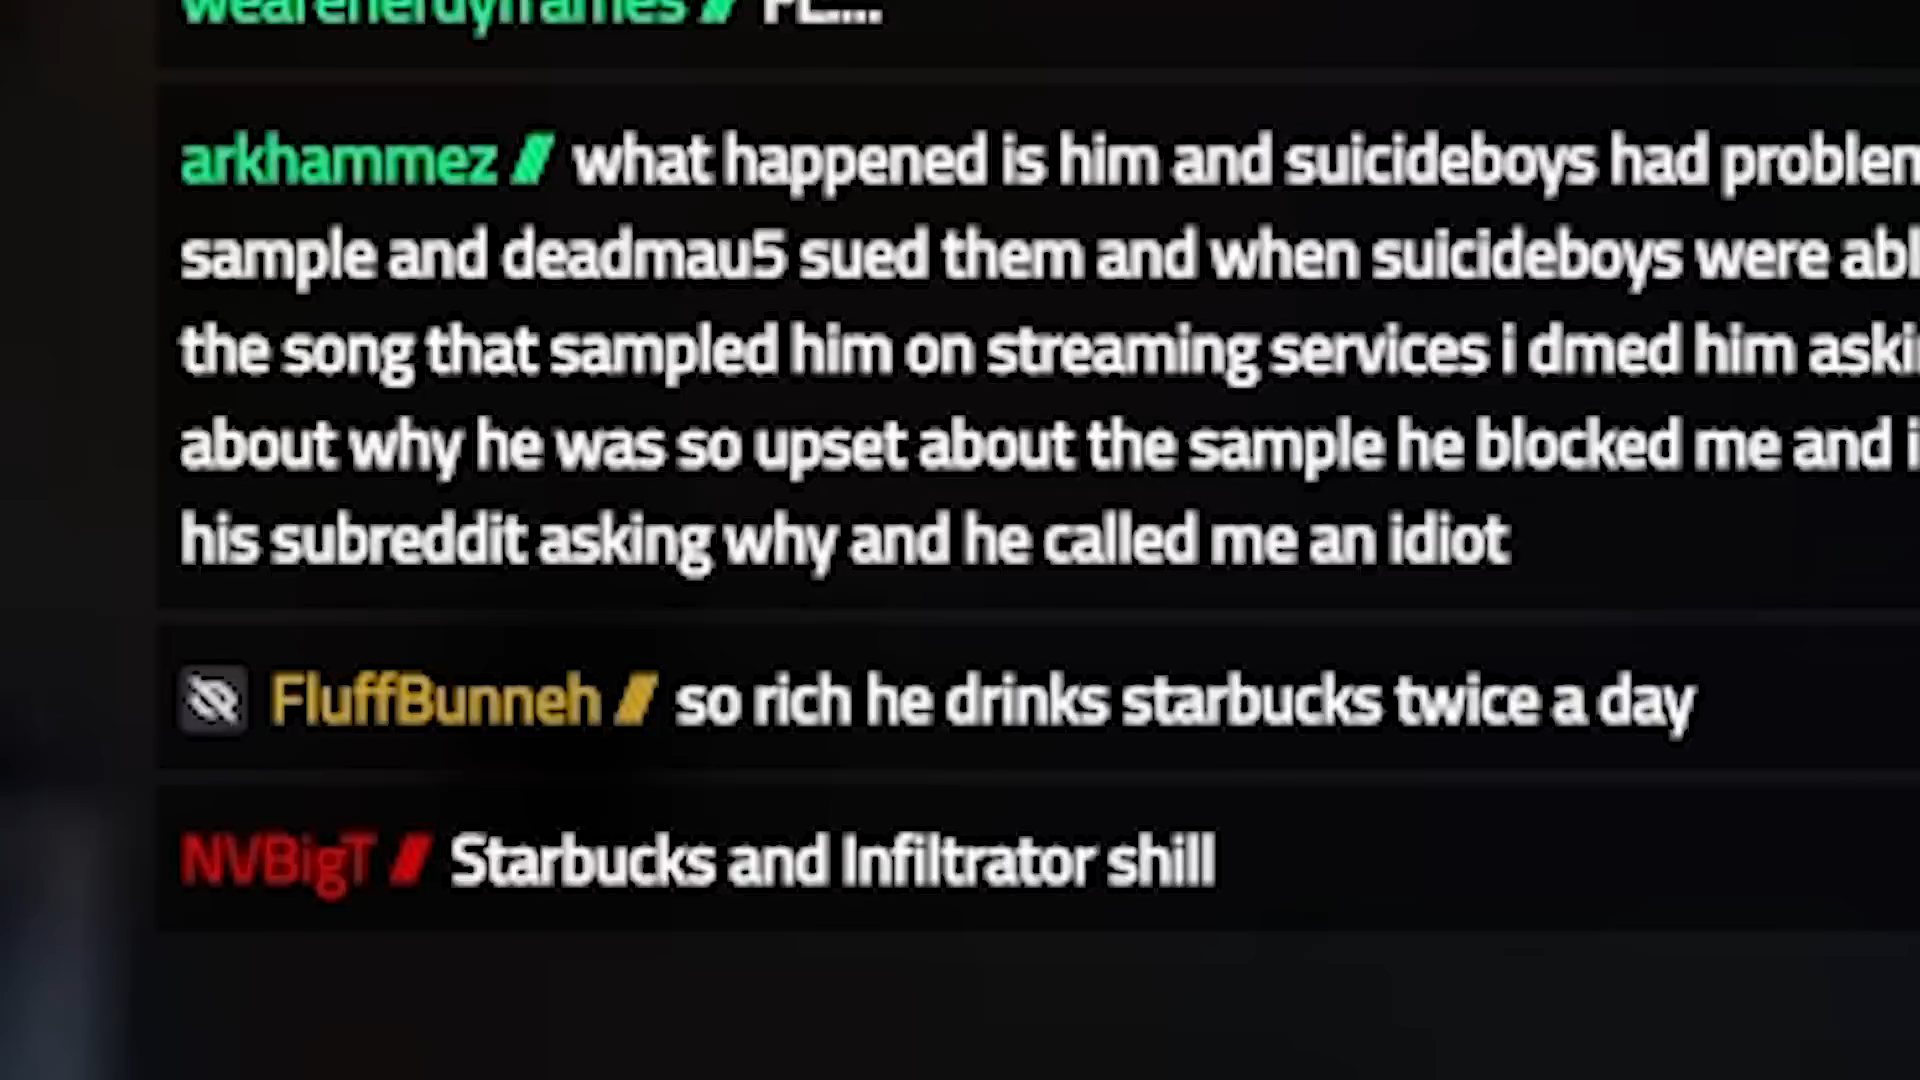 wearenerdyframes // PL....
arkhammez // what happened is him and suicideboys had
sample and deadmau5 sued them and when suicideboys were
the song that sampled him on streaming services i dmed him
about why he was so upset about the sample he blocked me and
his subreddit asking why and he called me an idiot
FluffBunneh // so rich he drinks starbucks twice a day
NVBigT // Starbucks and Infiltrator shill